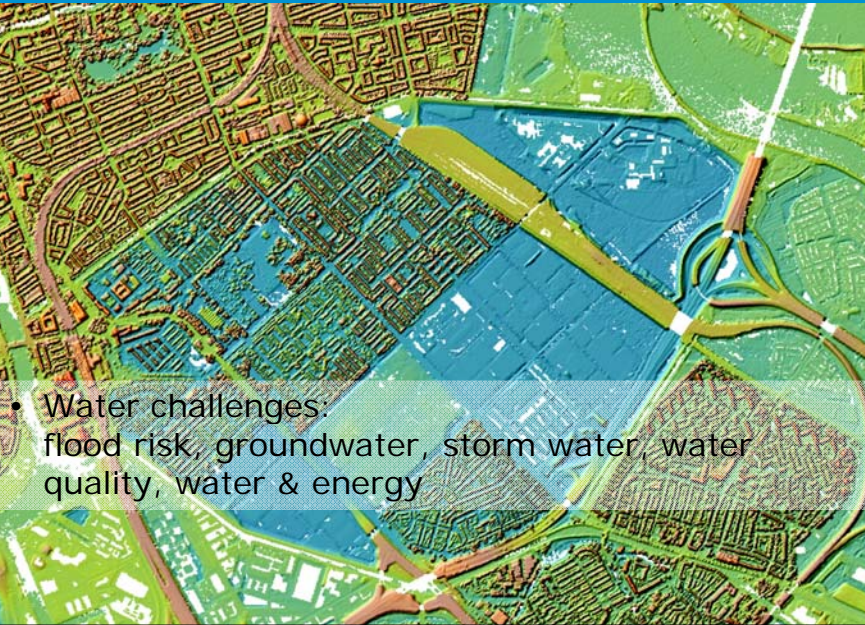 • Water challenges:
flood risk, groundwater, storm water, water
quality, water & energy